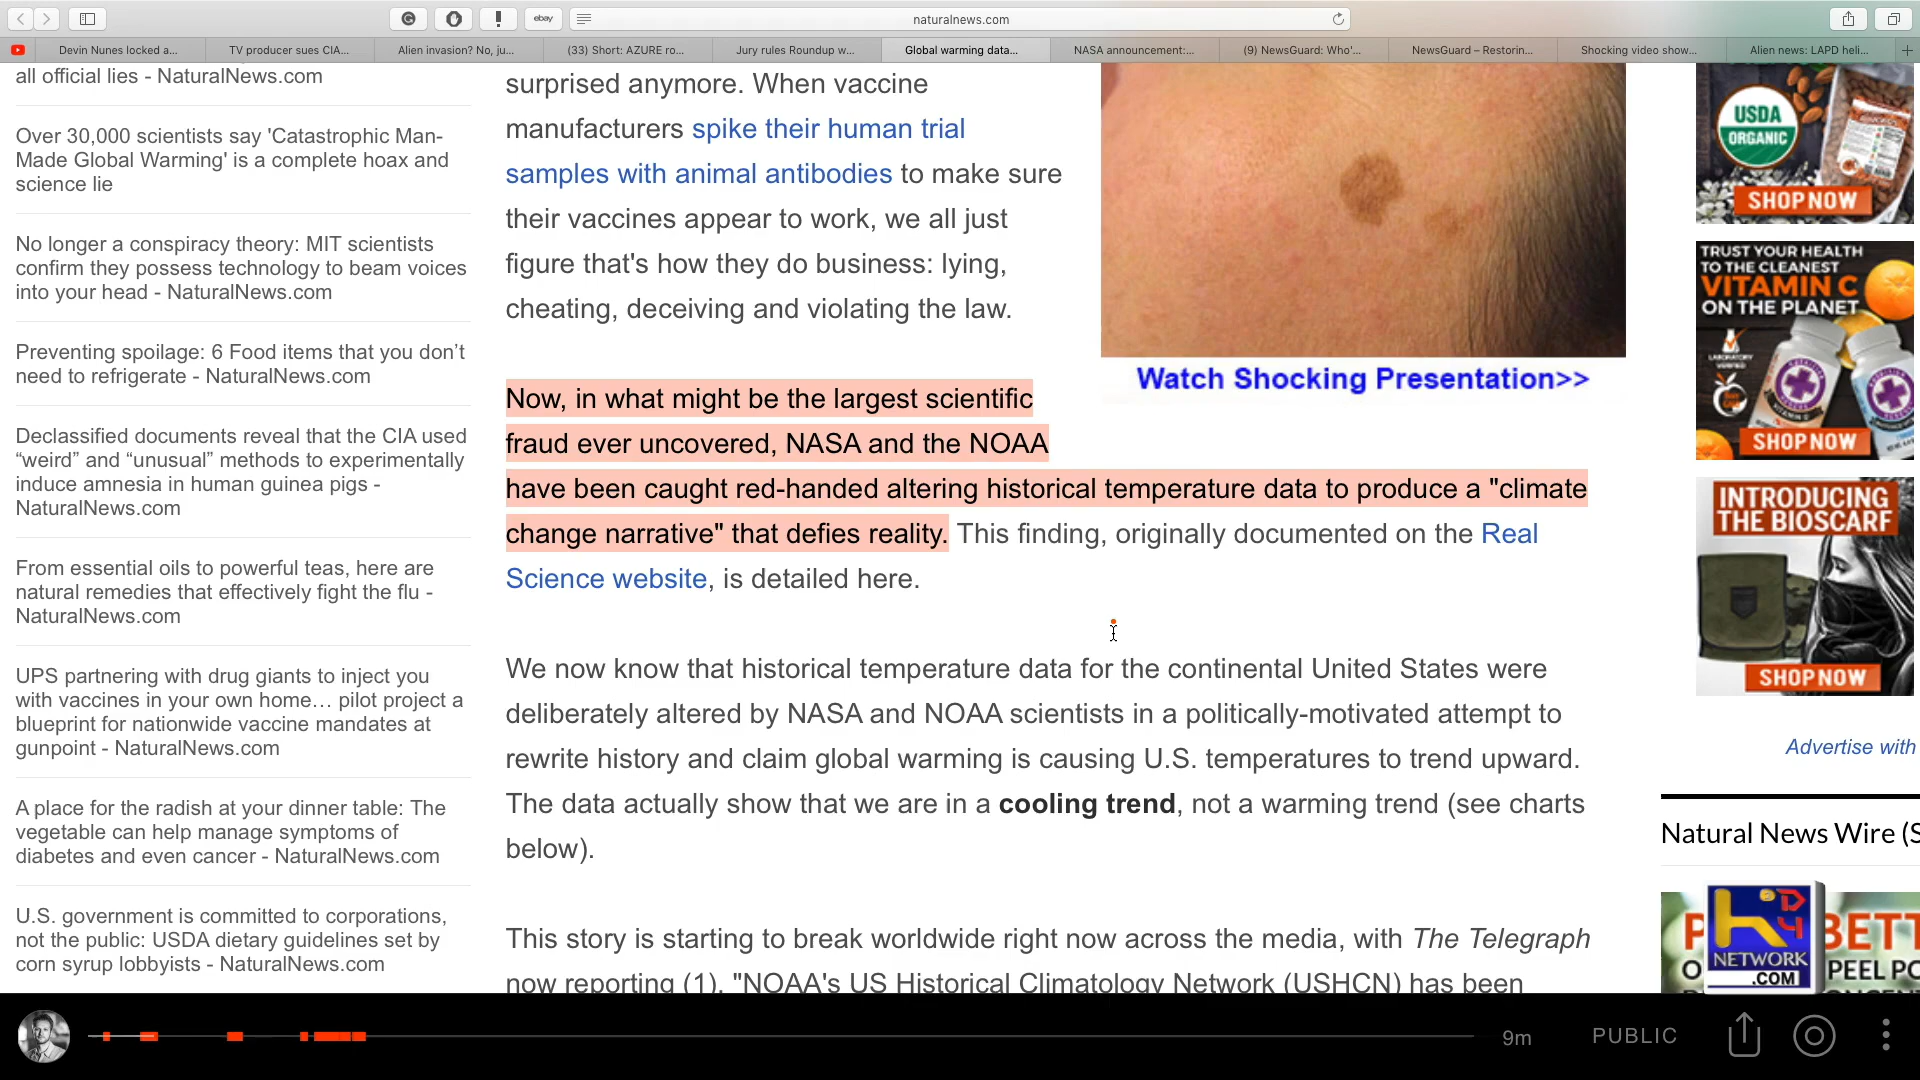 ebay
naturalnews.com
Devin Nunes locked a...
TV producer sues CIA...
Alien invasion? No, ju...
(33) Short: AZURE ro...
Jury rules Roundup w...
Global warming data...
NASA announcement:...
(9) NewsGuard: Who'...
NewsGuard – Restorin...
Shocking video show...
Alien news: LAPD heli...
all official lies - NaturalNews.com
Over 30,000 scientists say 'Catastrophic Man-
Made Global Warming' is a complete hoax and
science lie
No longer a conspiracy theory: MIT scientists
confirm they possess technology to beam voices
into your head - NaturalNews.com
Preventing spoilage: 6 Food items that you don’t
need to refrigerate - NaturalNews.com
Declassified documents reveal that the CIA used
“weird” and “unusual” methods to experimentally
induce amnesia in human guinea pigs -
NaturalNews.com
From essential oils to powerful teas, here are
natural remedies that effectively fight the flu -
NaturalNews.com
UPS partnering with drug giants to inject you
with vaccines in your own home… pilot project a
blueprint for nationwide vaccine mandates at
gunpoint - NaturalNews.com
A place for the radish at your dinner table: The
vegetable can help manage symptoms of
diabetes and even cancer - NaturalNews.com
U.S. government is committed to corporations,
not the public: USDA dietary guidelines set by
corn syrup lobbyists - NaturalNews.com
surprised anymore. When vaccine
manufacturers spike their human trial
samples with animal antibodies to make sure
their vaccines appear to work, we all just
figure that's how they do business: lying,
cheating, deceiving and violating the law.
Watch Shocking Presentation>>
Now, in what might be the largest scientific
fraud ever uncovered, NASA and the NOAA
have been caught red-handed altering historical temperature data to produce a "climate
change narrative" that defies reality. This finding, originally documented on the Real
Science website, is detailed here.
We now know that historical temperature data for the continental United States were
deliberately altered by NASA and NOAA scientists in a politically-motivated attempt to
rewrite history and claim global warming is causing U.S. temperatures to trend upward.
The data actually show that we are in a cooling trend, not a warming trend (see charts
below).
This story is starting to break worldwide right now across the media, with The Telegraph
now reporting (1), "NOAA's US Historical Climatology Network (USHCN) has been
USDA
ORGANIC
SHOP NOW
TRUST YOUR HEALTH
TO THE CLEANEST
VITAMIN C
ON THE PLANET
LABORATORY
VERIFIED
SHOP NOW
INTRODUCING
THE BIOSCARF
SHOP NOW
Advertise with
Natural News Wire (S
NETWORK
.COM
BETT
PEEL PO
9m
PUBLIC